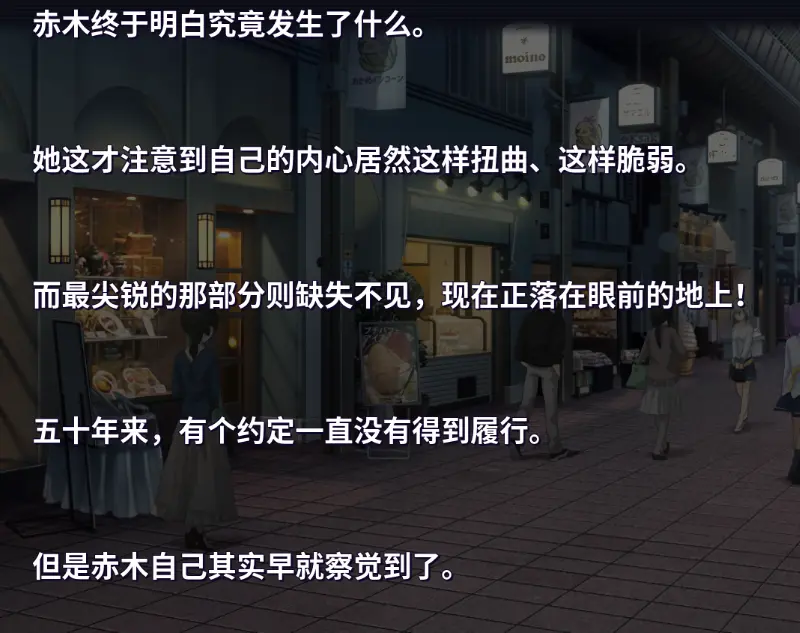 赤木终于明白究竟发生了什么。
moino
她这才注意到自己的内心居然这样扭曲、这样脆弱。
而最尖锐的那部分则缺失不见，现在正落在眼前的地上！
五十年来，有个约定一直没有得到履行。
但是赤木自己其实早就察觉到了。